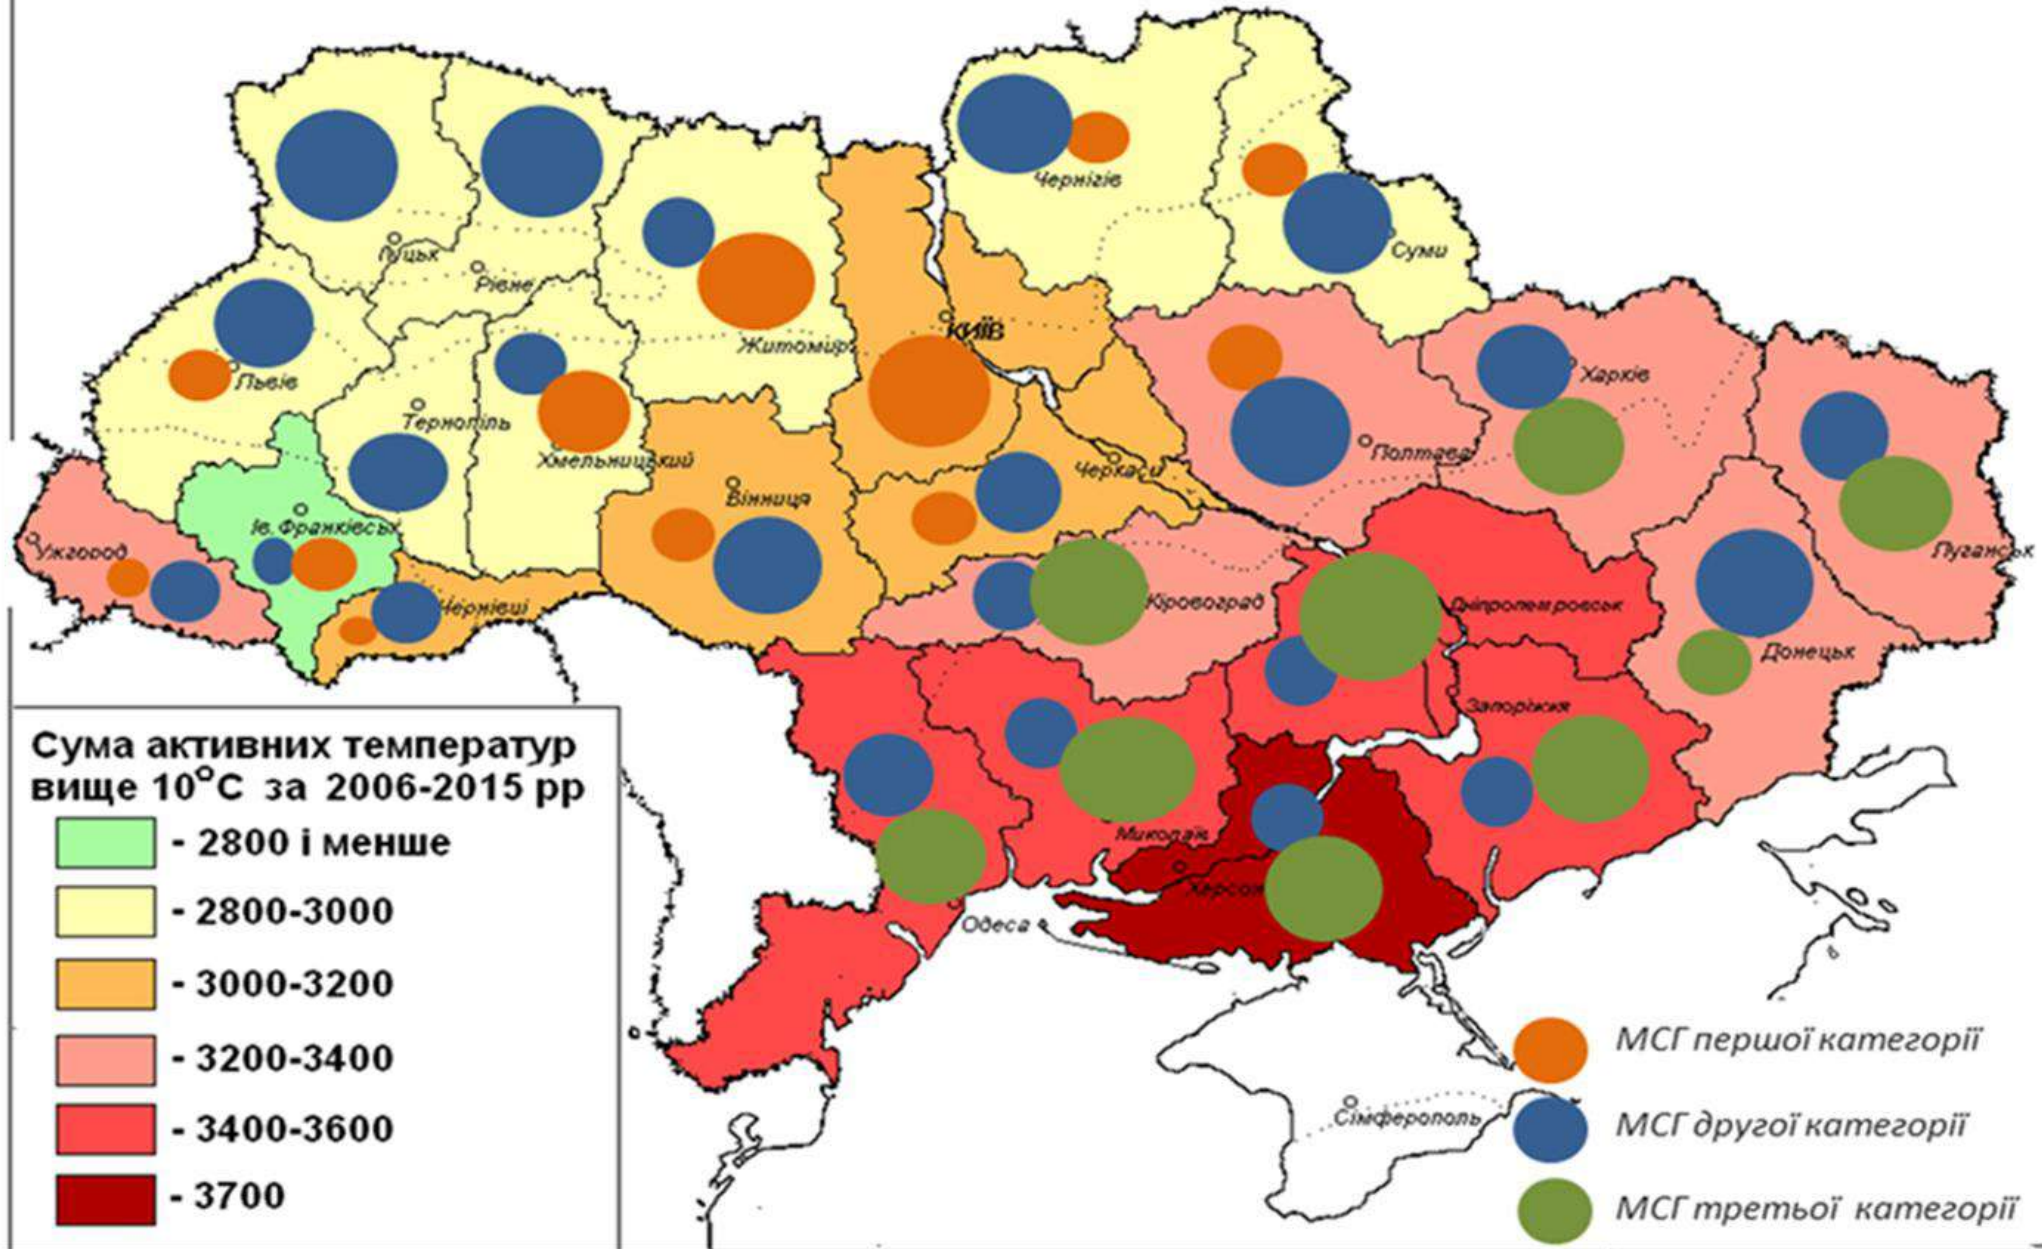 Чернігів
Суми
Луцьк
Рівне
КИЇВ
Житомир
Львів
Харків
Тернопіль
Хмельницький
Полтава
Черкаси
Вінниця
Ів. Франківськ
Ужгород
Луганськ
Чернівці
Кіровоград
Дніпропетровськ
Донецьк
Запоріжжя
Миколаїв
Херсон
Одеса
Сімферополь
Сума активних температур
вище 10°С за 2006-2015 рр
- 2800 і менше
- 2800-3000
- 3000-3200
- 3200-3400
- 3400-3600
- 3700
МСГ першої категорії
МСГ другої категорії
МСГ третьої категорії